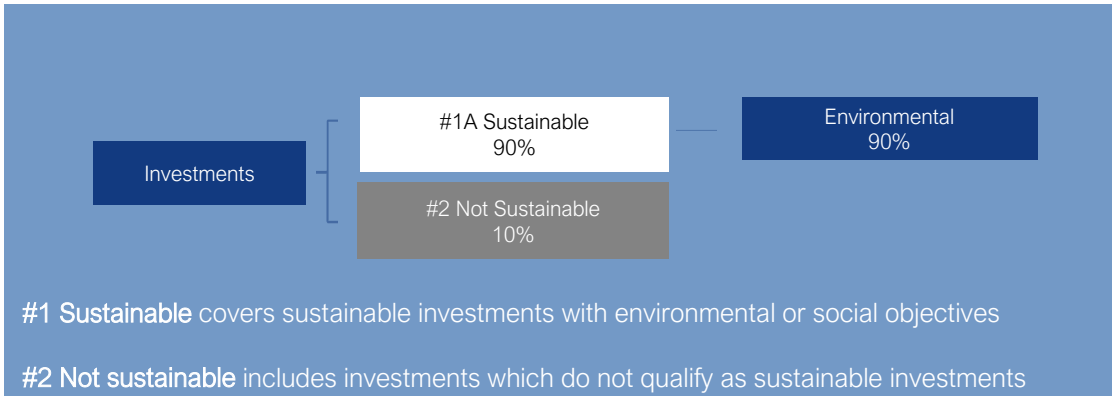 #1A Sustainable
90%
Environmental
90%
Investments
#2 Not Sustainable
10%
#1 Sustainable covers sustainable investments with environmental or social objectives
#2 Not sustainable includes investments which do not qualify as sustainable investments